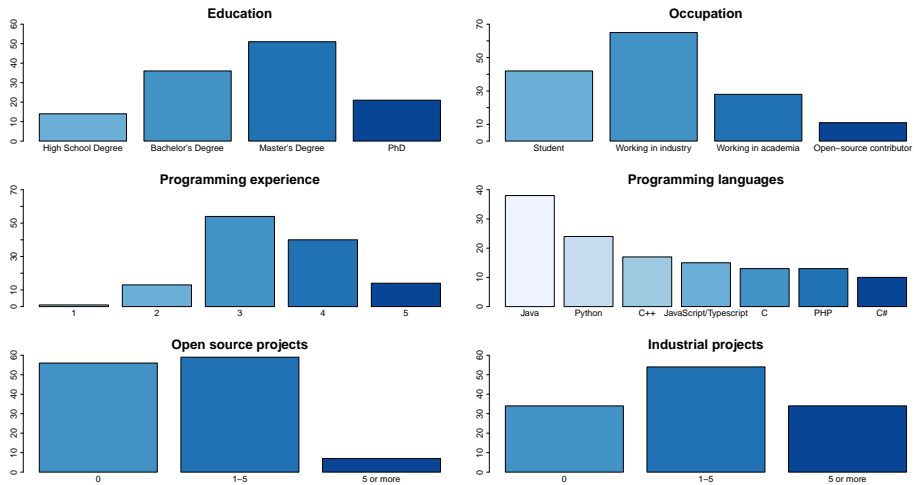 Education
0 10 20 30 40 50 60
High School Degree Bachelor's Degree Master's Degree PhD
Occupation
10 30 50 70
Student Working in industry Working in academia Open−source contributor
Programming experience
0 10 30 50 70
1 2 3 4 5
Programming languages
0 10 20 30 40
Java Python C++ JavaScript/Typescript C PHP C#
Open source projects
0 10 20 30 40 50 60
0 1−5 5 or more
Industrial projects
0 10 20 30 40 50 60
0 1−5 5 or more